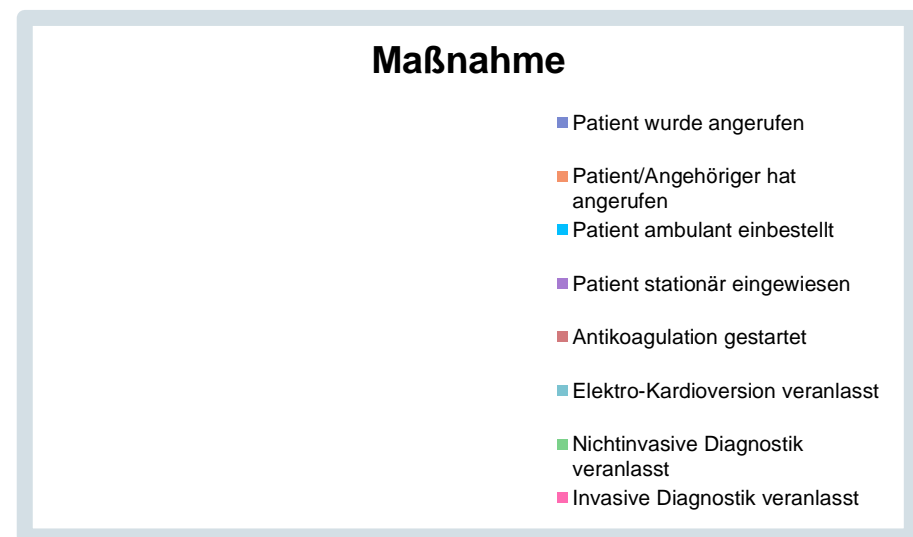 Maßnahme
Patient wurde angerufen
Patient/Angehöriger hat
angerufen
Patient ambulant einbestellt
Patient stationär eingewiesen
Antikoagulation gestartet
Elektro-Kardioversion veranlasst
Nichtinvasive Diagnostik
veranlasst
Invasive Diagnostik veranlasst